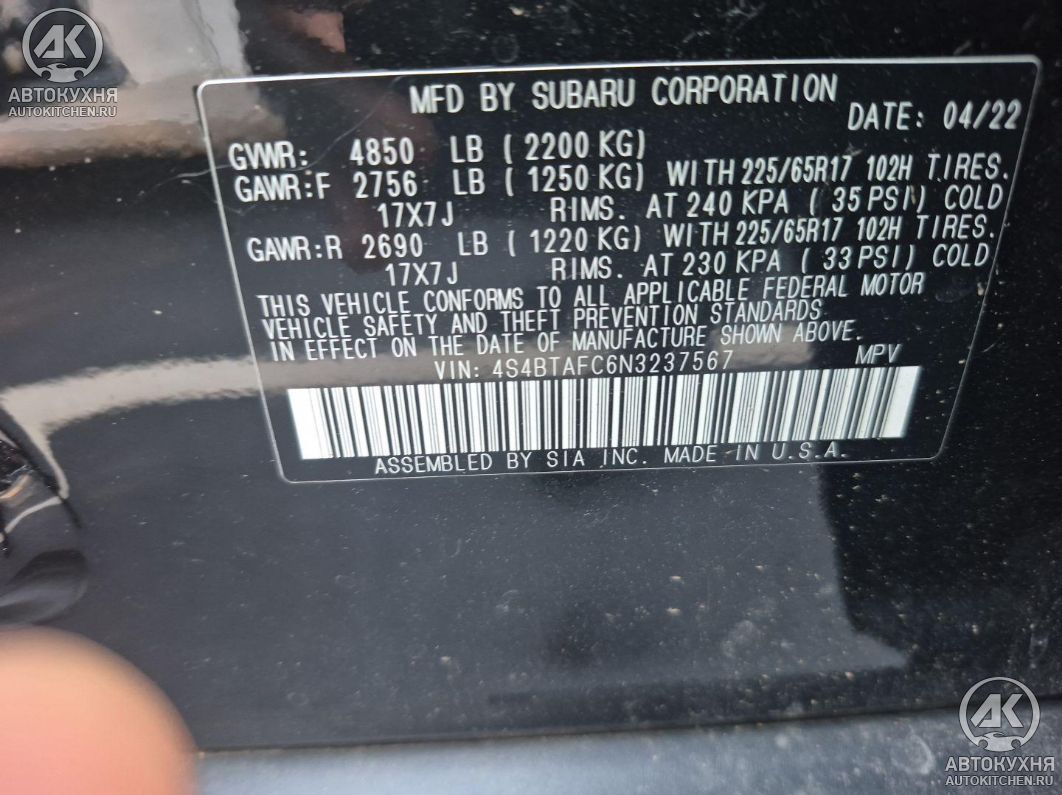 AK
АВТОКУХНЯ
AUTOKITCHEN.RU
MFD BY SUBARU CORPORATION
DATE: 04/22
GVWR: 4850 LB ( 2200 KG)
GAWR:F 2756 LB ( 1250 KG) WITH 225/65R17 102H TIRES.
17X7J RIMS. AT 240 KPA ( 35 PSI) COLD
GAWR:R 2690 LB ( 1220 KG) WITH 225/65R17 102H TIRES.
17X7J RIMS. AT 230 KPA ( 33 PSI) COLD
THIS VEHICLE CONFORMS TO ALL APPLICABLE FEDERAL MOTOR
VEHICLE SAFETY AND THEFT PREVENTION STANDARDS
IN EFFECT ON THE DATE OF MANUFACTURE SHOWN ABOVE.
VIN: 4S4BTAFC6N3237567 MPV
ASSEMBLED BY SIA INC. MADE IN U.S.A.
AK
АВТОКУХНЯ
AUTOKITCHEN.RU